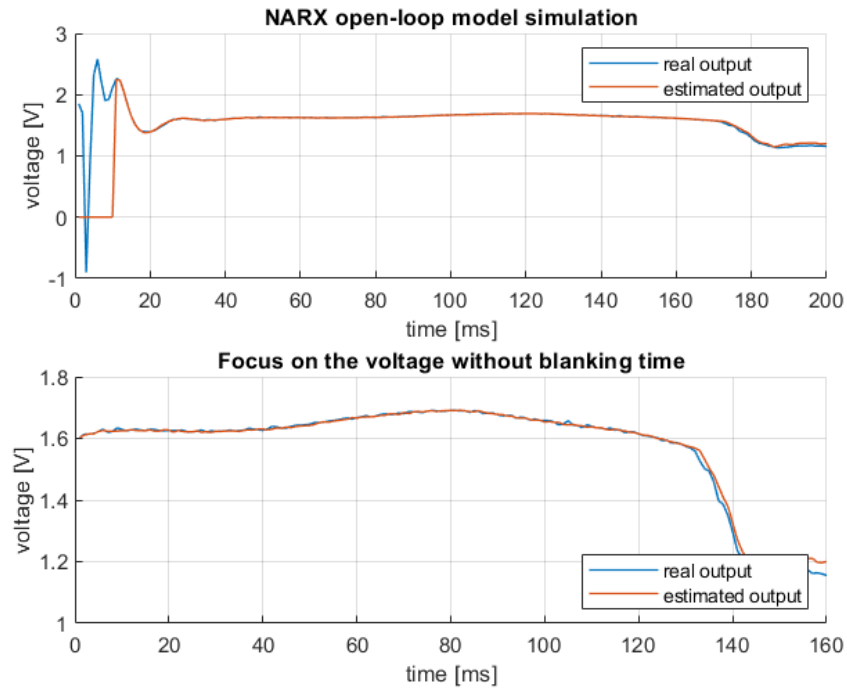 NARX open-loop model simulation
3
2
1
0
-1
voltage [V]
real output
estimated output
0 20 40 60 80 100 120 140 160 180 200
time [ms]
Focus on the voltage without blanking time
1.8
1.6
1.4
1.2
1
voltage [V]
real output
estimated output
0 20 40 60 80 100 120 140 160
time [ms]